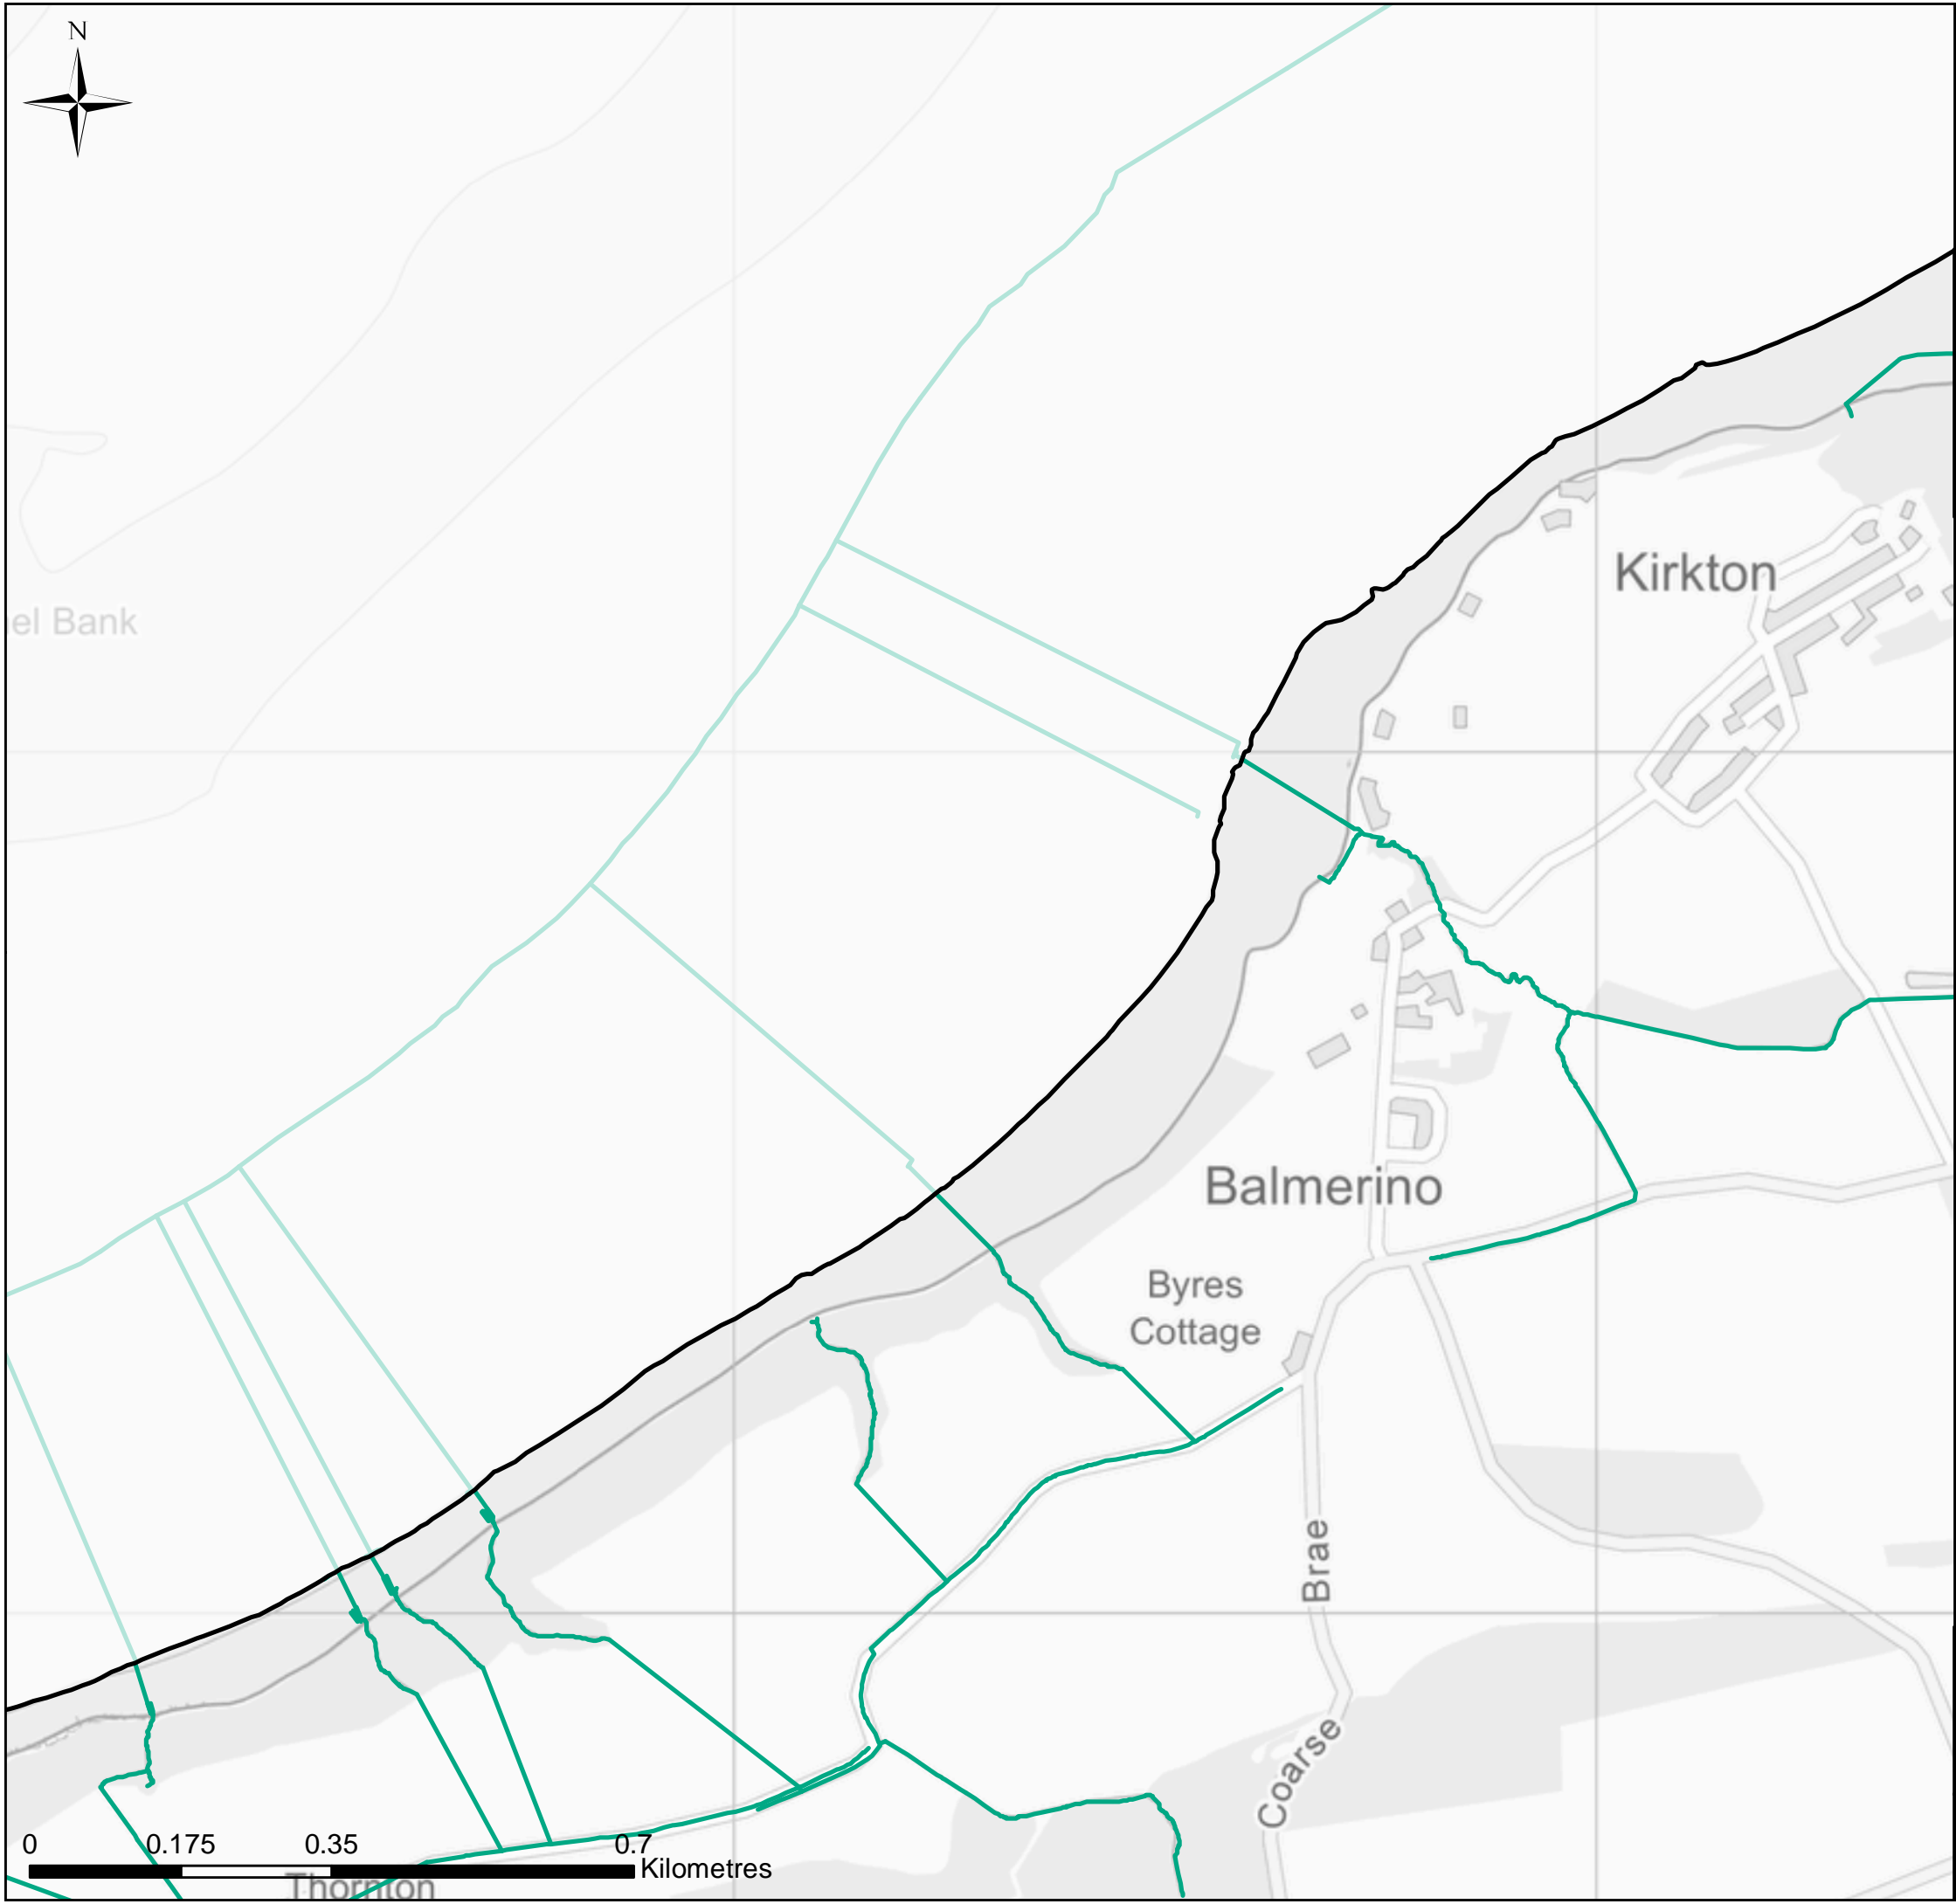 N
Kirkton
el Bank
Balmerino
Byres
Cottage
Brae
Coarse
0 0.175 0.35 0.7
Kilometres
Thornton